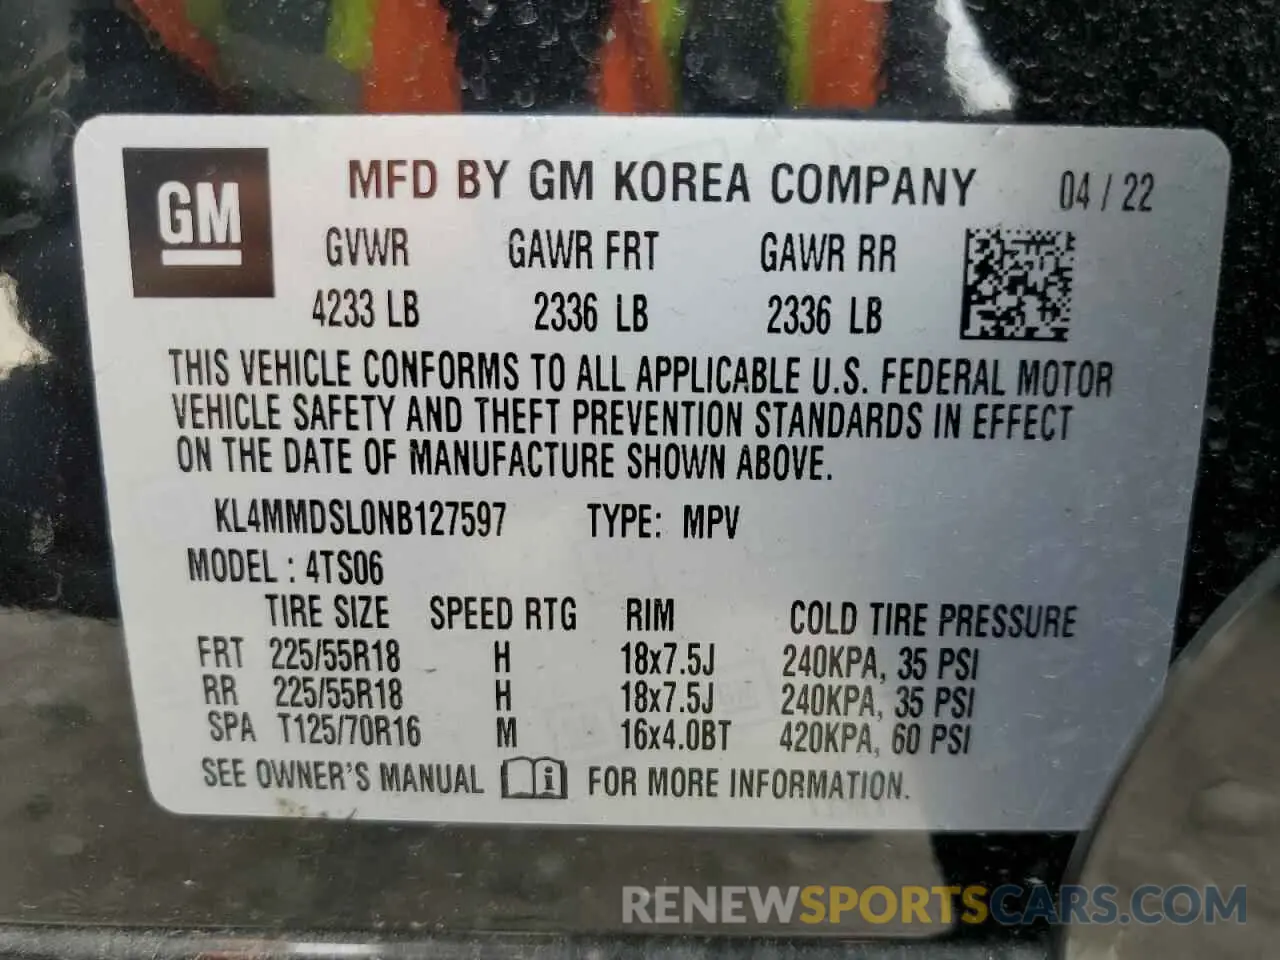 GM
MFD BY GM KOREA COMPANY 04 / 22
GVWR GAWR FRT GAWR RR
4233 LB 2336 LB 2336 LB
THIS VEHICLE CONFORMS TO ALL APPLICABLE U.S. FEDERAL MOTOR
VEHICLE SAFETY AND THEFT PREVENTION STANDARDS IN EFFECT
ON THE DATE OF MANUFACTURE SHOWN ABOVE.
KL4MMDSL0NB127597 TYPE: MPV
MODEL : 4TS06
TIRE SIZE SPEED RTG RIM COLD TIRE PRESSURE
FRT 225/55R18 H 18x7.5J 240KPA, 35 PSI
RR 225/55R18 H 18x7.5J 240KPA, 35 PSI
SPA T125/70R16 M 16x4.0BT 420KPA, 60 PSI
SEE OWNER'S MANUAL i FOR MORE INFORMATION.
RENEWSPORTSCARS.COM